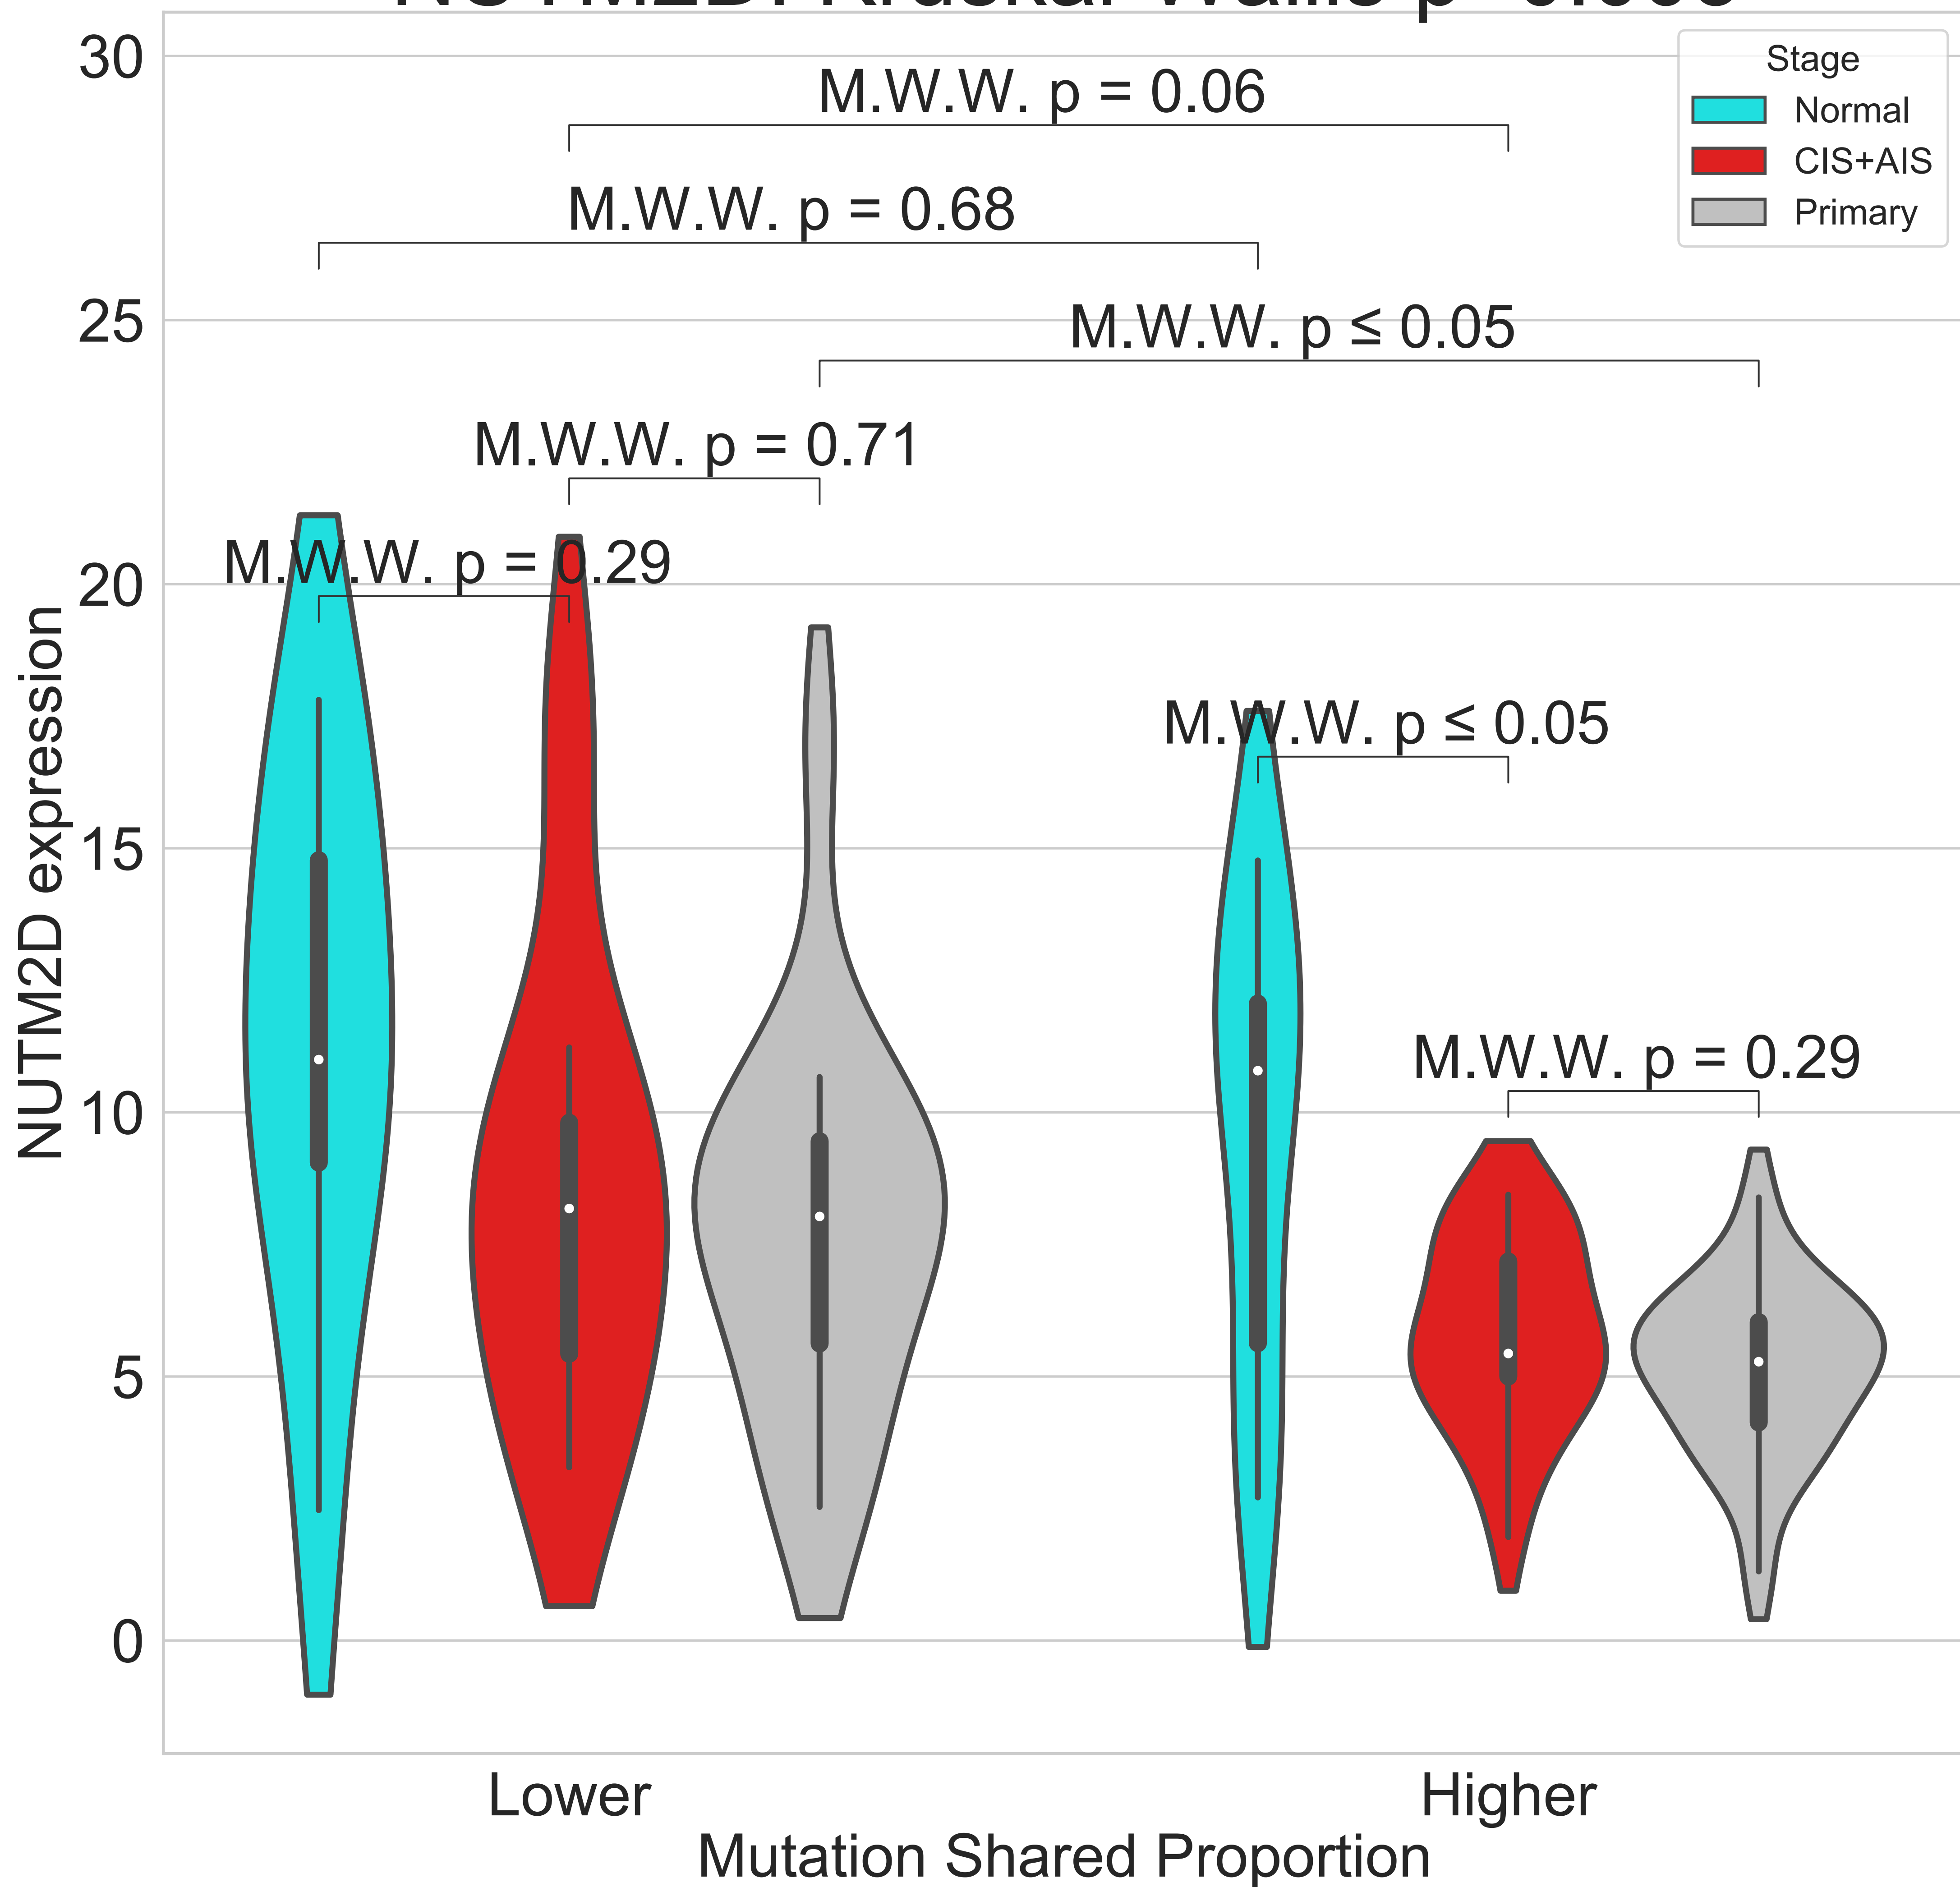 30
25
20
15
10
5
0
NUTM2D expression
M.W.W. p = 0.06
M.W.W. p = 0.68
M.W.W. p ≤ 0.05
M.W.W. p = 0.71
M.W.W. p = 0.29
M.W.W. p ≤ 0.05
M.W.W. p = 0.29
Stage
Normal
CIS+AIS
Primary
Lower
Higher
Mutation Shared Proportion